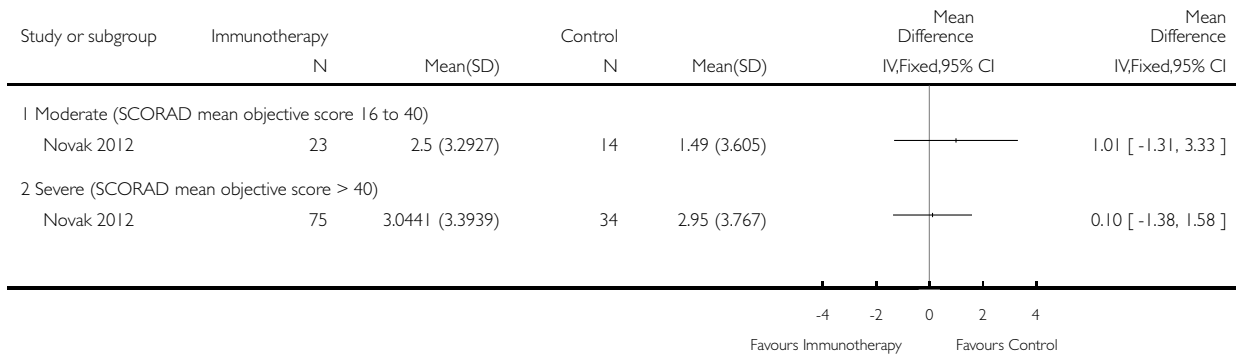 Mean Mean
Study or subgroup Immunotherapy Control Difference Difference
N Mean(SD) N Mean(SD) IV,Fixed,95% CI IV,Fixed,95% CI
1 Moderate (SCORAD mean objective score 16 to 40)
Novak 2012 23 2.5 (3.2927) 14 1.49 (3.605) 1.01 [ -1.31, 3.33 ]
2 Severe (SCORAD mean objective score > 40)
Novak 2012 75 3.0441 (3.3939) 34 2.95 (3.767) 0.10 [ -1.38, 1.58 ]
-4 -2 0 2 4
Favours Immunotherapy Favours Control